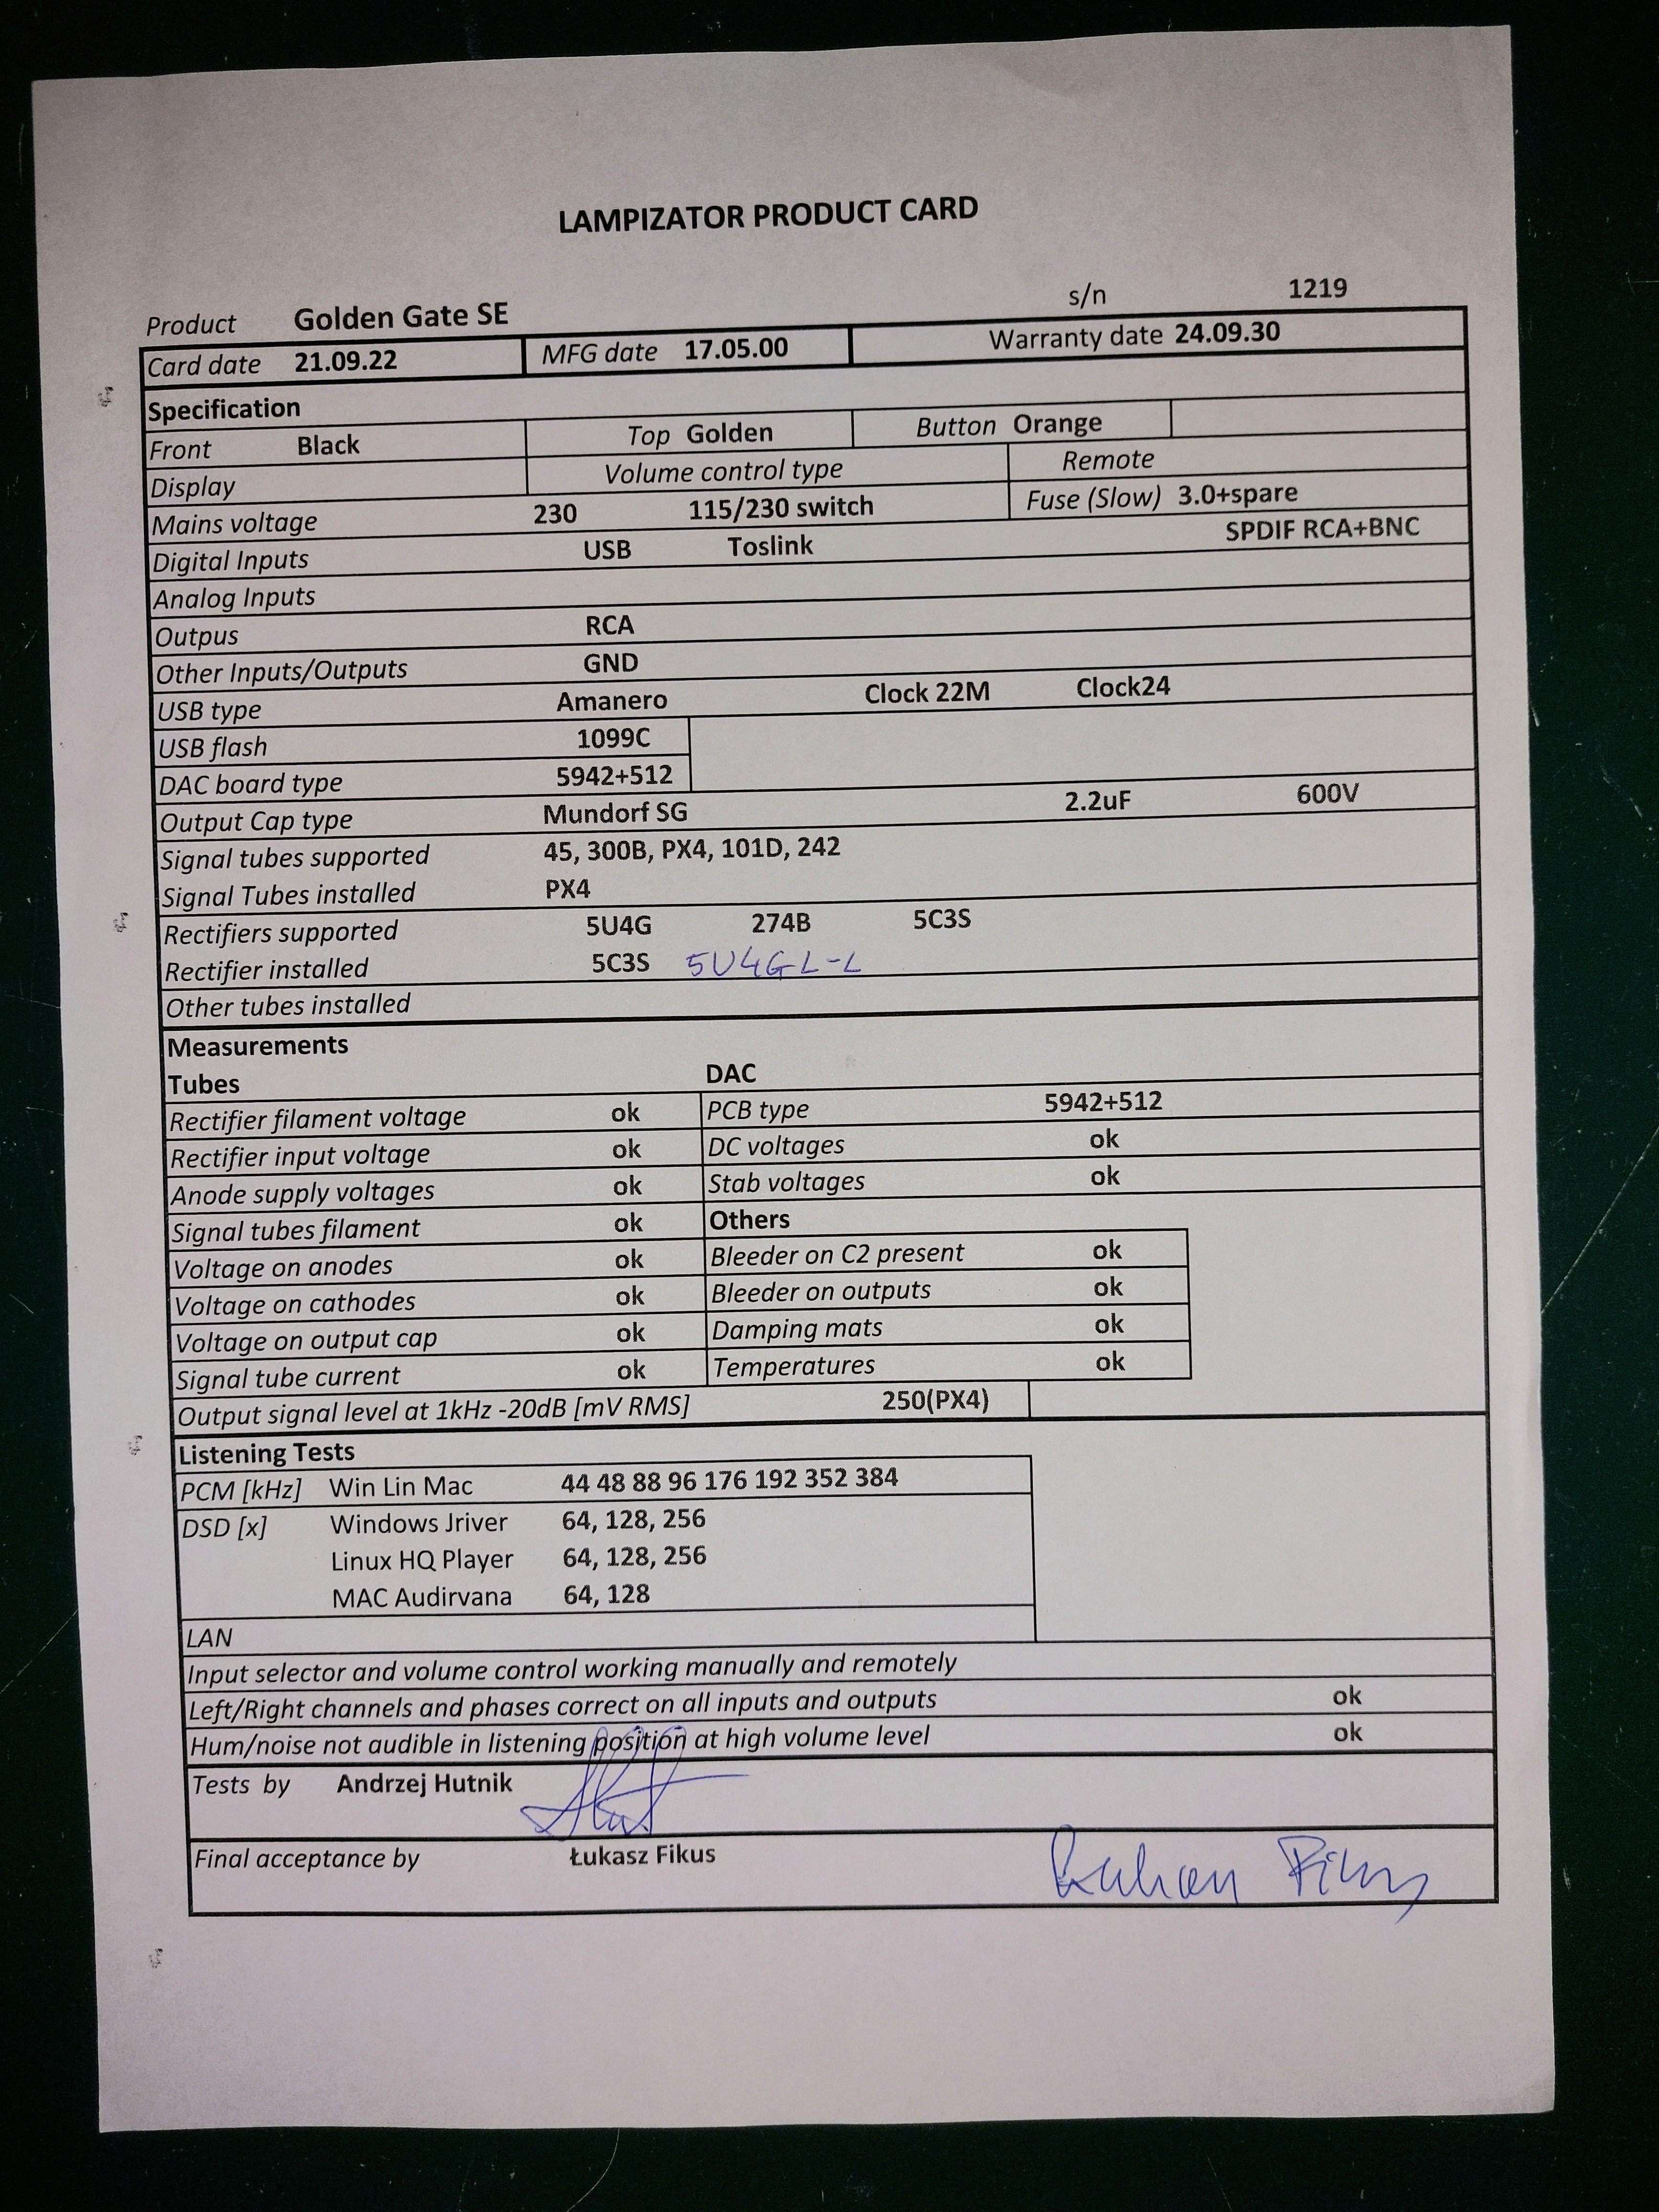 LAMPIZATOR PRODUCT CARD
Product Golden Gate SE s/n 1219
Card date 21.09.22 MFG date 17.05.00 Warranty date 24.09.30
Specification
Front Black Top Golden Button Orange
Display Volume control type Remote
Mains voltage 230 115/230 switch Fuse (Slow) 3.0+spare
Digital Inputs USB Toslink SPDIF RCA+BNC
Analog Inputs
Outpus RCA
Other Inputs/Outputs GND
USB type Amanero Clock 22M Clock24
USB flash 1099C
DAC board type 5942+512
Output Cap type Mundorf SG 2.2uF 600V
Signal tubes supported 45, 300B, PX4, 101D, 242
Signal Tubes installed PX4
Rectifiers supported 5U4G 274B 5C3S
Rectifier installed 5C3S 5U4GL-L
Other tubes installed
Measurements
Tubes DAC
Rectifier filament voltage ok PCB type 5942+512
Rectifier input voltage ok DC voltages ok
Anode supply voltages ok Stab voltages ok
Signal tubes filament ok Others
Voltage on anodes ok Bleeder on C2 present ok
Voltage on cathodes ok Bleeder on outputs ok
Voltage on output cap ok Damping mats ok
Signal tube current ok Temperatures ok
Output signal level at 1kHz -20dB [mV RMS] 250(PX4)
Listening Tests
PCM [kHz] Win Lin Mac 44 48 88 96 176 192 352 384
DSD [x] Windows Jriver 64, 128, 256
Linux HQ Player 64, 128, 256
MAC Audirvana 64, 128
LAN
Input selector and volume control working manually and remotely
Left/Right channels and phases correct on all inputs and outputs ok
Hum/noise not audible in listening position at high volume level ok
Tests by Andrzej Hutnik
Final acceptance by Łukasz Fikus